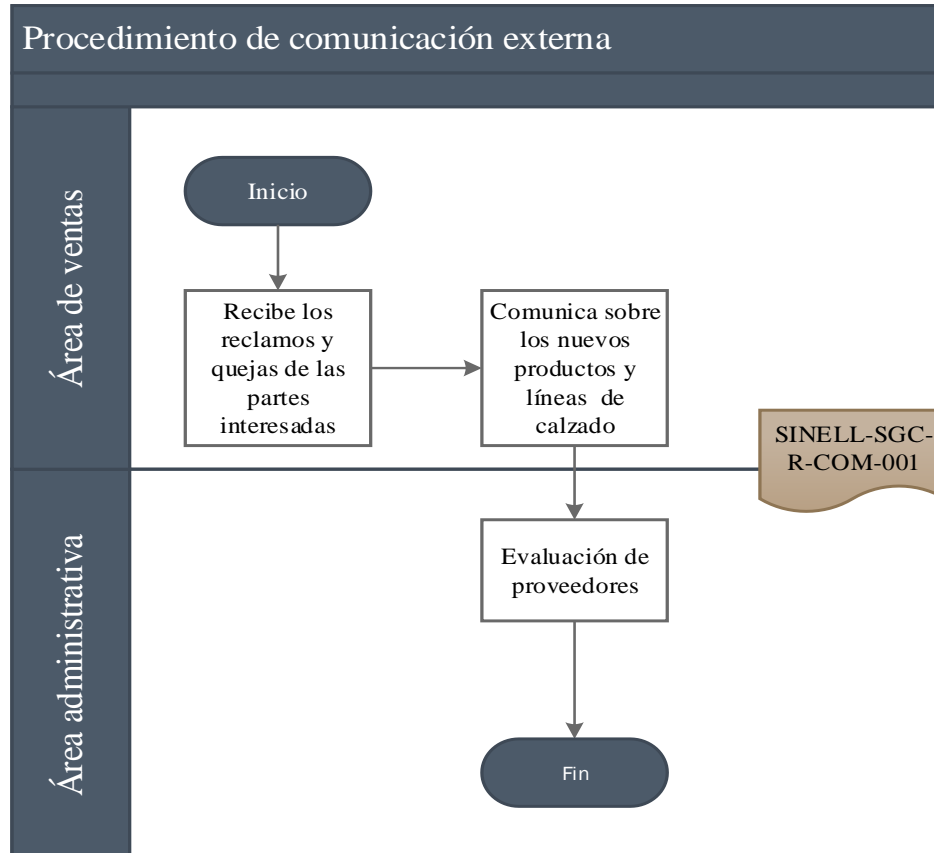 Procedimiento de comunicación externa
Área de ventas
Inicio
Recibe los
reclamos y
quejas de las
partes
interesadas
Comunica sobre
los nuevos
productos y
líneas de
calzado
SINELL-SGC-
R-COM-001
Área administrativa
Evaluación de
proveedores
Fin